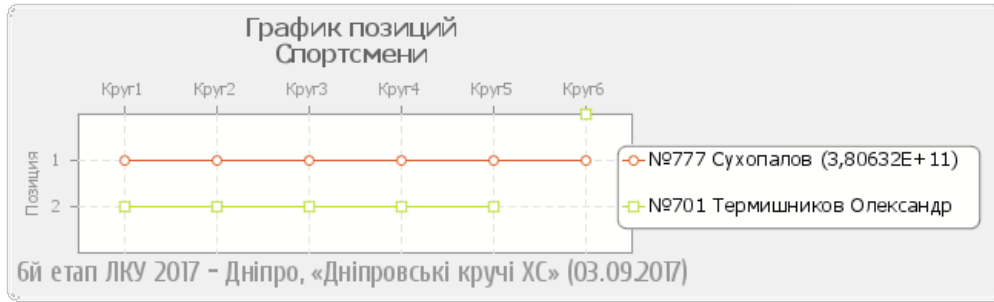 График позиций
Спортсмени
Круг1 Круг2 Круг3 Круг4 Круг5 Круг6
Позиция
1
2
№777 Сухопалов (3,80632E+11)
№701 Термишников Олександр
6й етап ЛКУ 2017 - Дніпро, «Дніпровські кручі ХС» (03.09.2017)